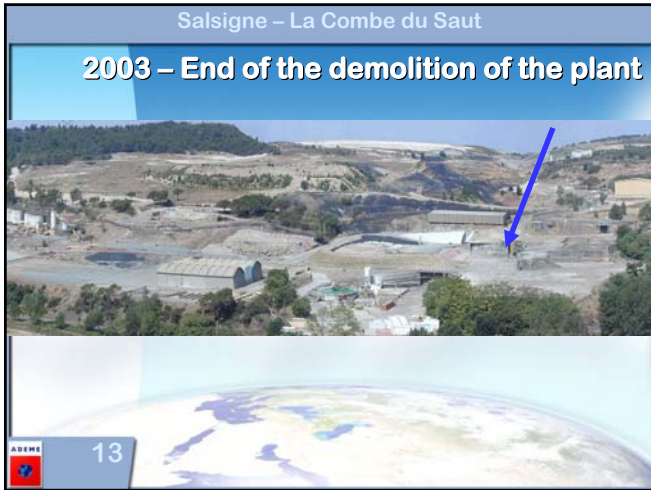 Salsigne – La Combe du Saut
2003 – End of the demolition of the plant
ADEME
13